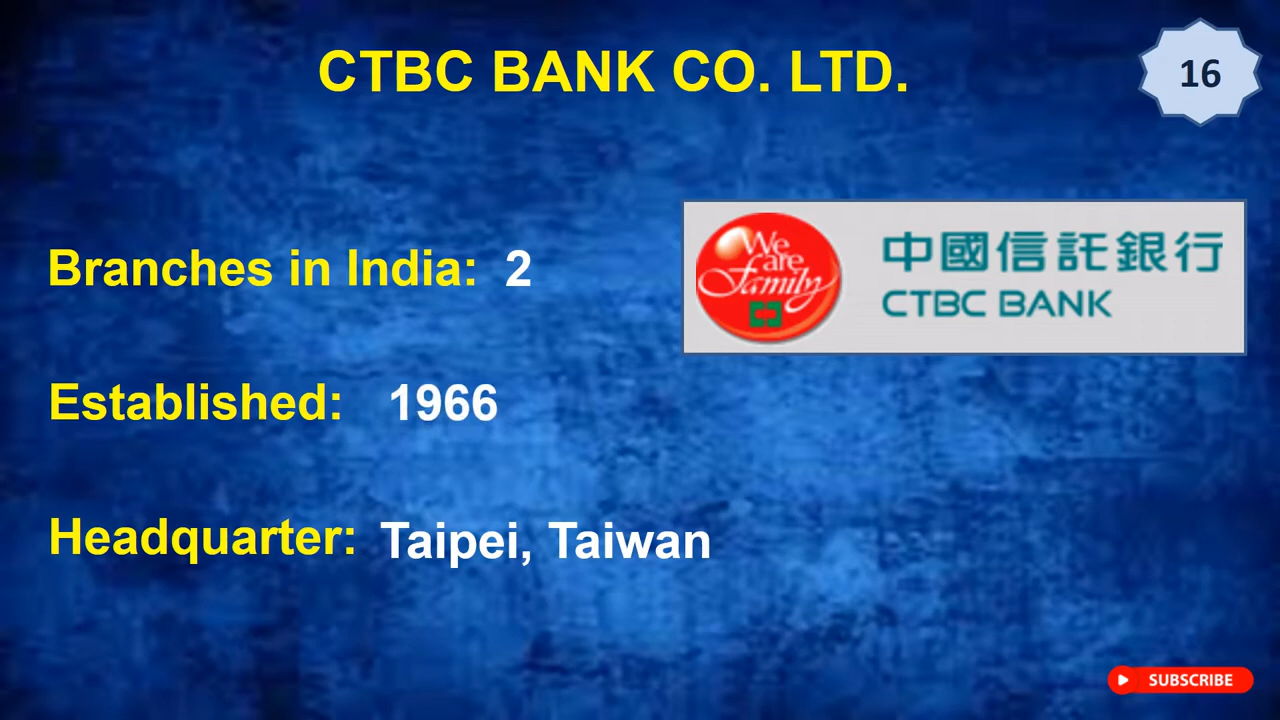 CTBC BANK CO. LTD.
16
We
are
Family
中國信託銀行
CTBC BANK
Branches in India: 2
Established: 1966
Headquarter: Taipei, Taiwan
SUBSCRIBE